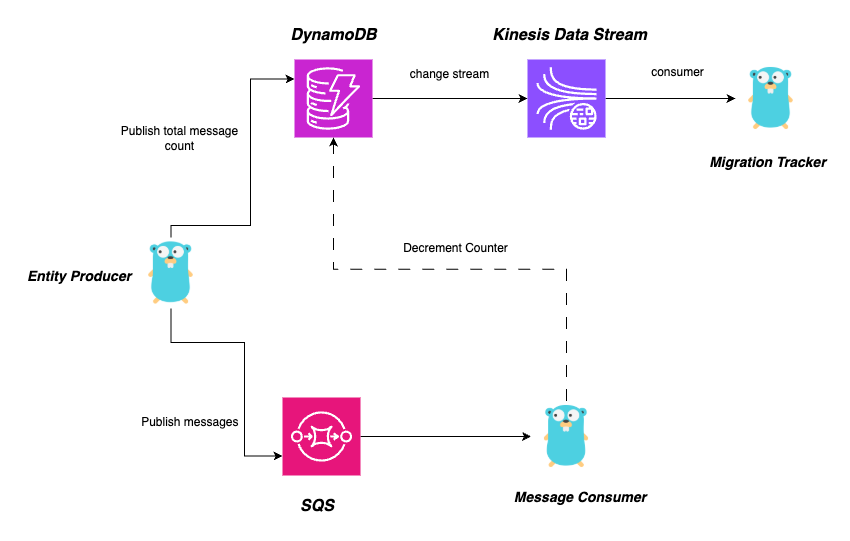 DynamoDB
Kinesis Data Stream
change stream
consumer
Publish total message
count
Migration Tracker
Decrement Counter
Entity Producer
Publish messages
Message Consumer
SQS